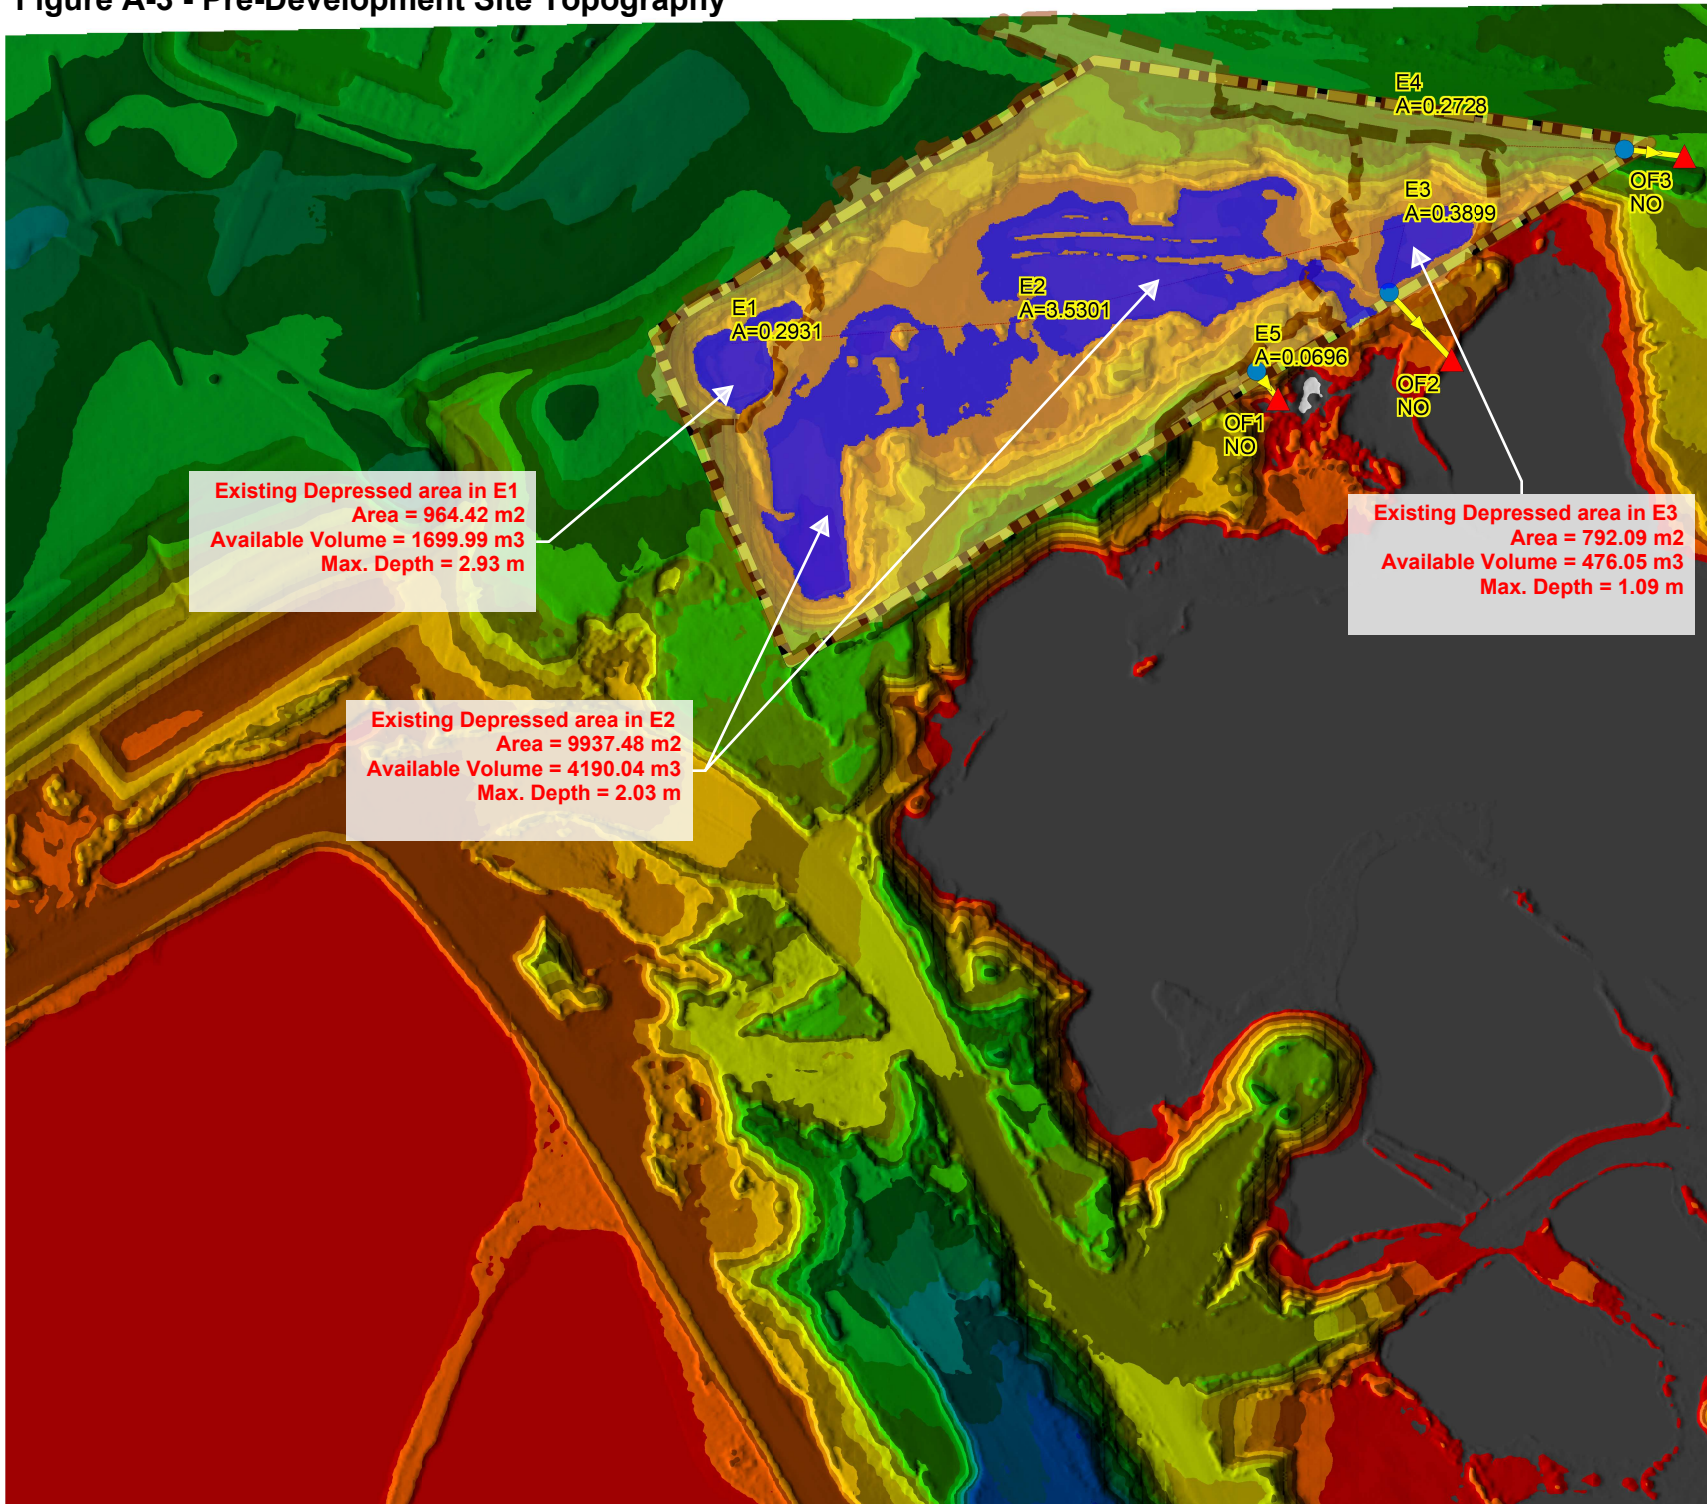 Figure A-3 - Pre-Development Site Topography
E4
A=0.2728
OF3
NO
E3
A=0.3899
E2
A=3.5301
E1
A=0.2931
E5
A=0.0696
OF2
NO
OF1
NO
Existing Depressed area in E1
Area = 964.42 m2
Available Volume = 1699.99 m3
Max. Depth = 2.93 m
Existing Depressed area in E3
Area = 792.09 m2
Available Volume = 476.05 m3
Max. Depth = 1.09 m
Existing Depressed area in E2
Area = 9937.48 m2
Available Volume = 4190.04 m3
Max. Depth = 2.03 m